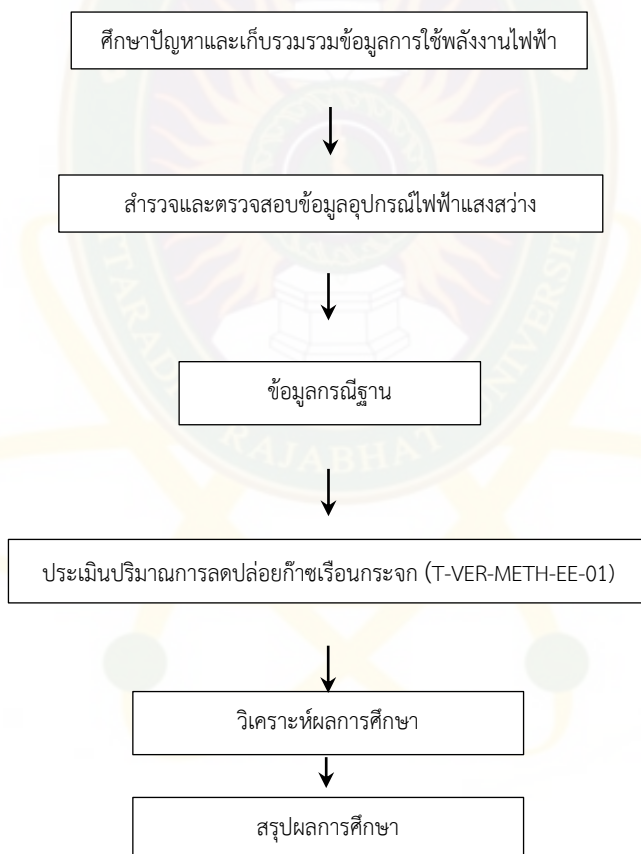 ศึกษาปัญหาและเก็บรวมรวมข้อมูลการใช้พลังงานไฟฟ้า
สำรวจและตรวจสอบข้อมูลอุปกรณ์ไฟฟ้าแสงสว่าง
ข้อมูลกรณีฐาน
ประเมินปริมาณการลดปล่อยก๊าซเรือนกระจก (T-VER-METH-EE-01)
วิเคราะห์ผลการศึกษา
สรุปผลการศึกษา
RAJABHAT UNIVERSITY